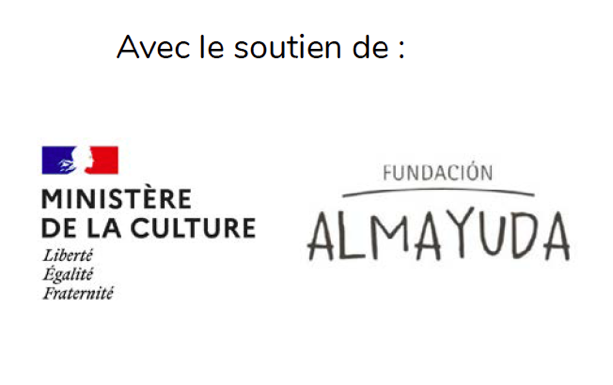 Avec le soutien de :
MINISTÈRE
DE LA CULTURE
Liberté
Égalité
Fraternité
FUNDACIÓN
ALMAYUDA